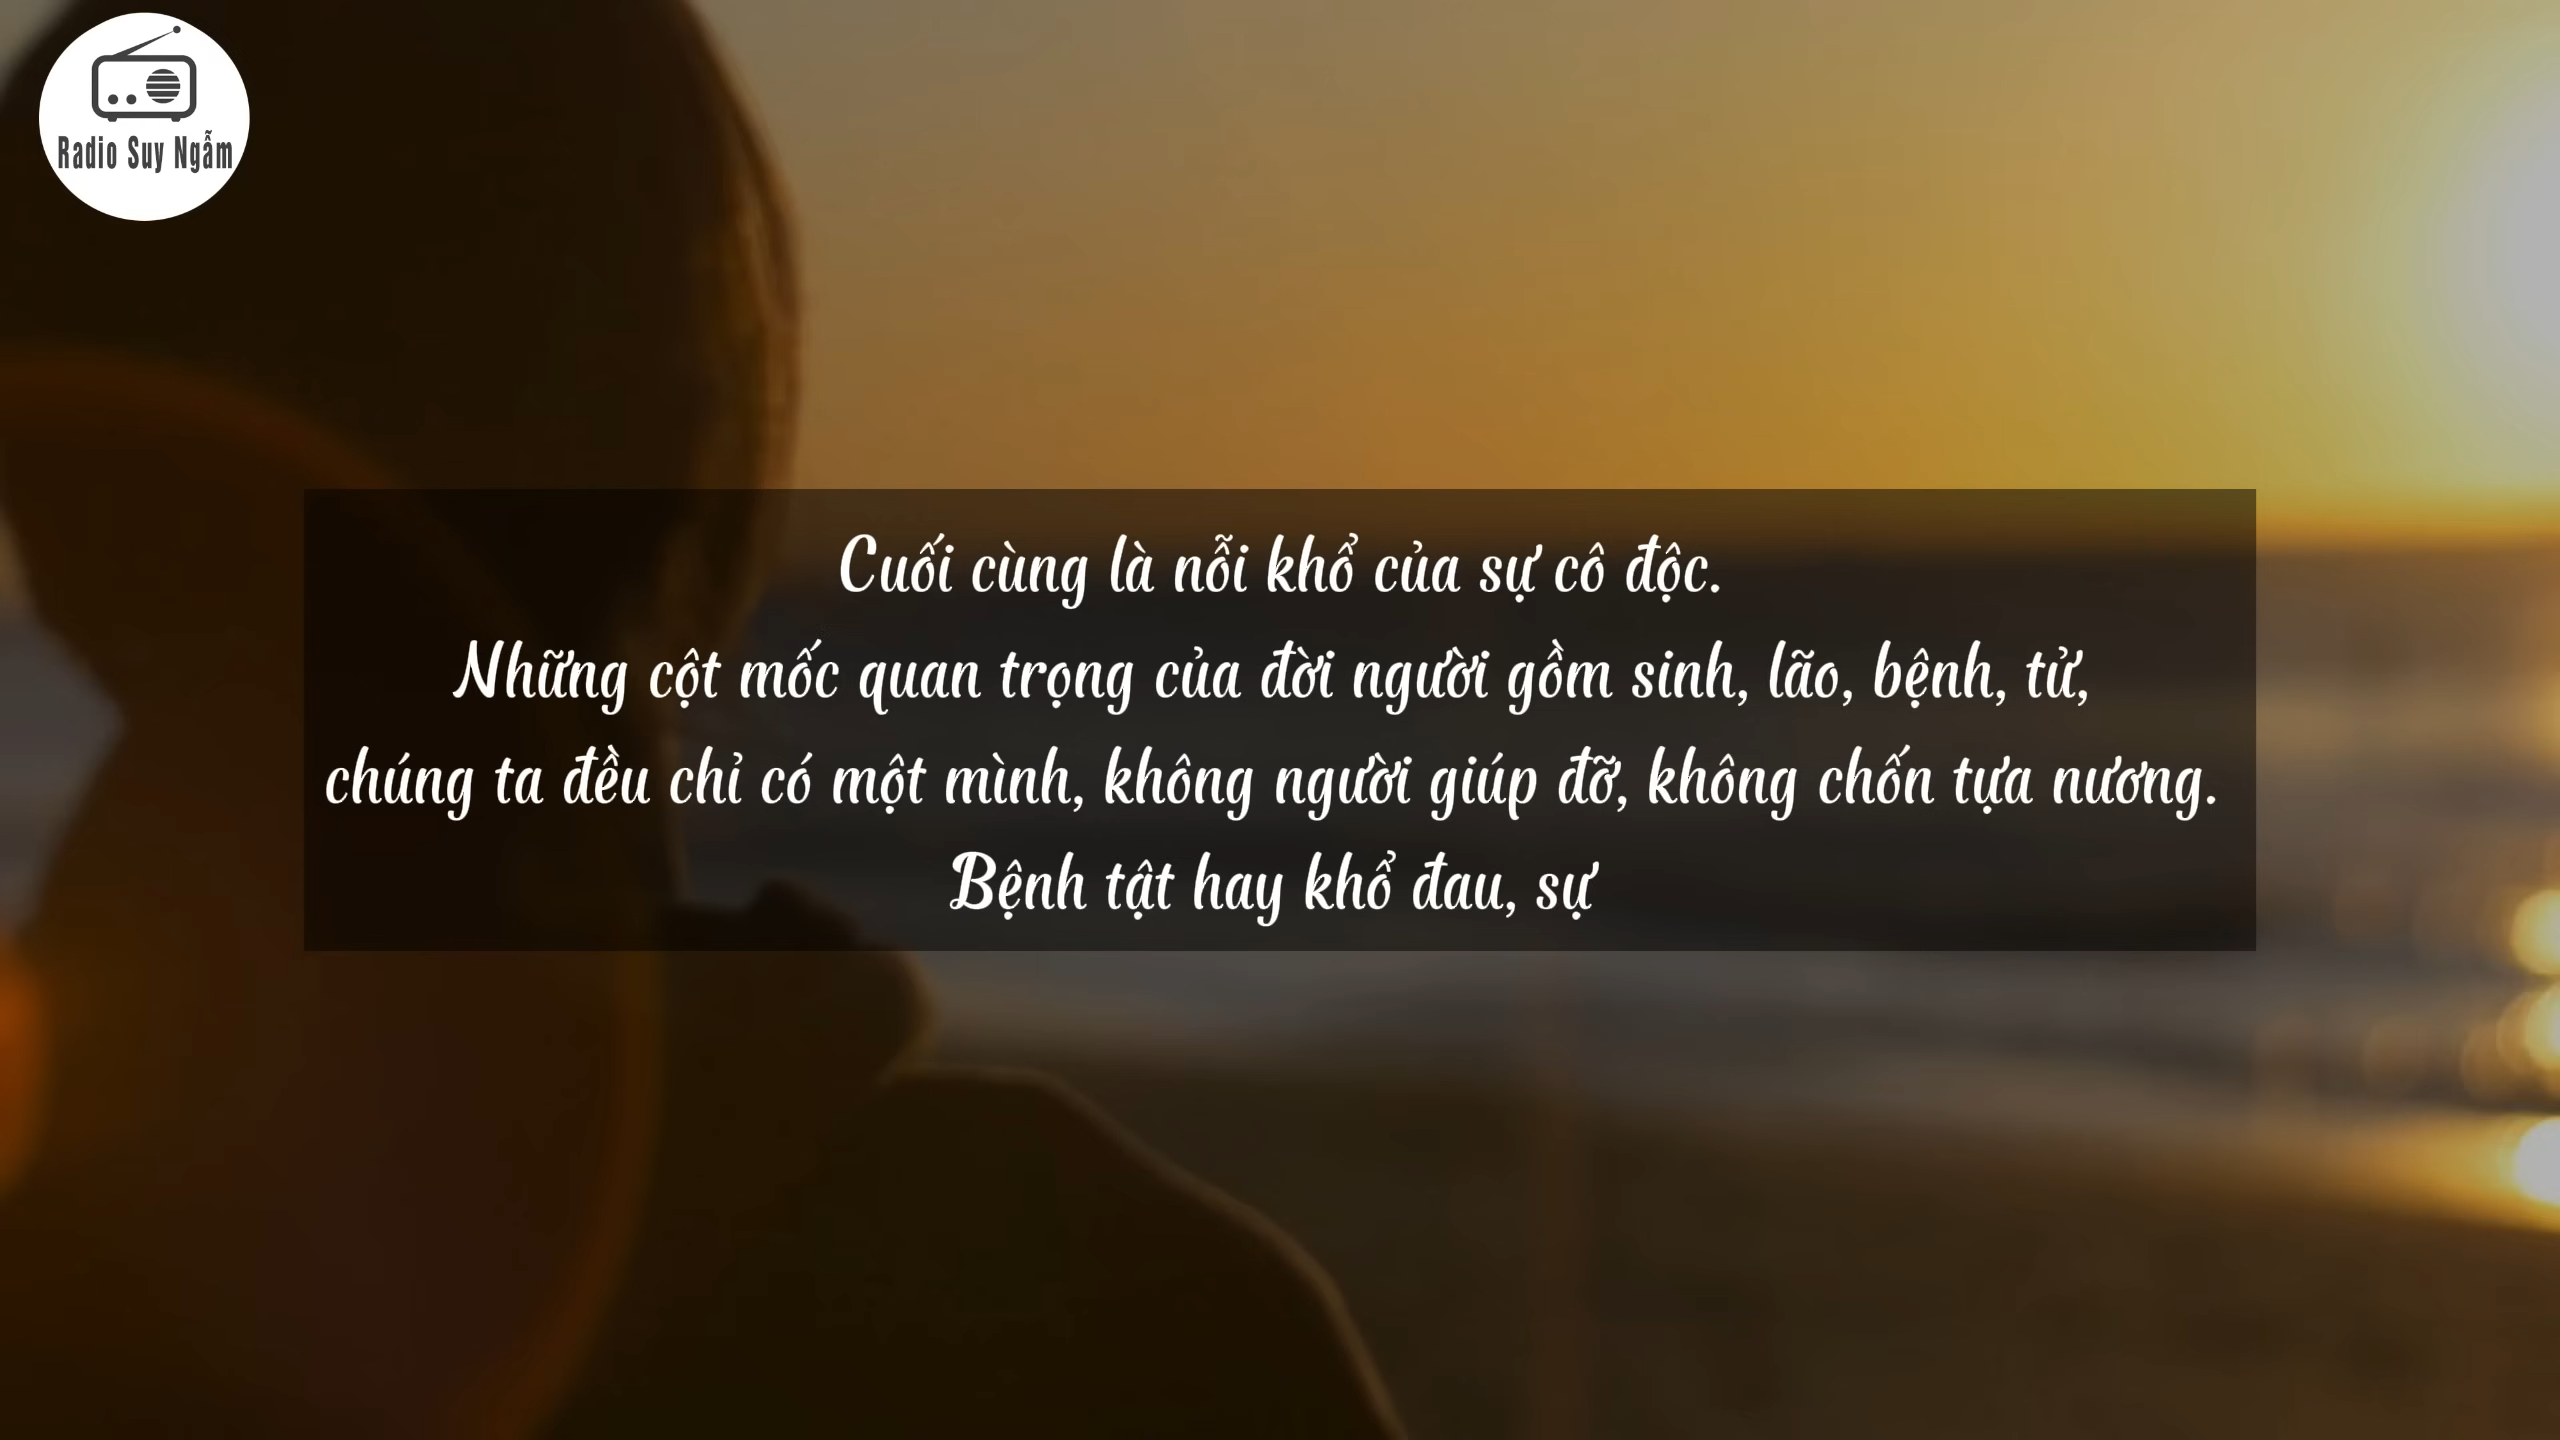 Radio Suy Ngẫm
Cuối cùng là nỗi khổ của sự cô độc.
Những cột mốc quan trọng của đời người gồm sinh, lão, bệnh, tử,
chúng ta đều chỉ có một mình, không người giúp đỡ, không chốn tựa nương.
Bệnh tật hay khổ đau, sự